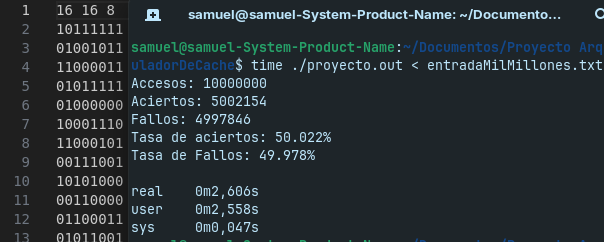 1 16 16 8
2 10111111
3 01001011
4 11000011
5 01011111
6 01000000
7 10001110
8 11000101
9 00111001
10 10101000
11 00110000
12 01100011
13 01011001
samuel@samuel-System-Product-Name: ~/Documento...
samuel@samuel-System-Product-Name:~/Documentos/Proyecto Arq
uladorDeCache$ time ./proyecto.out < entradaMilMillones.txt
Accesos: 10000000
Aciertos: 5002154
Fallos: 4997846
Tasa de aciertos: 50.022%
Tasa de Fallos: 49.978%
real 0m2,606s
user 0m2,558s
sys 0m0,047s